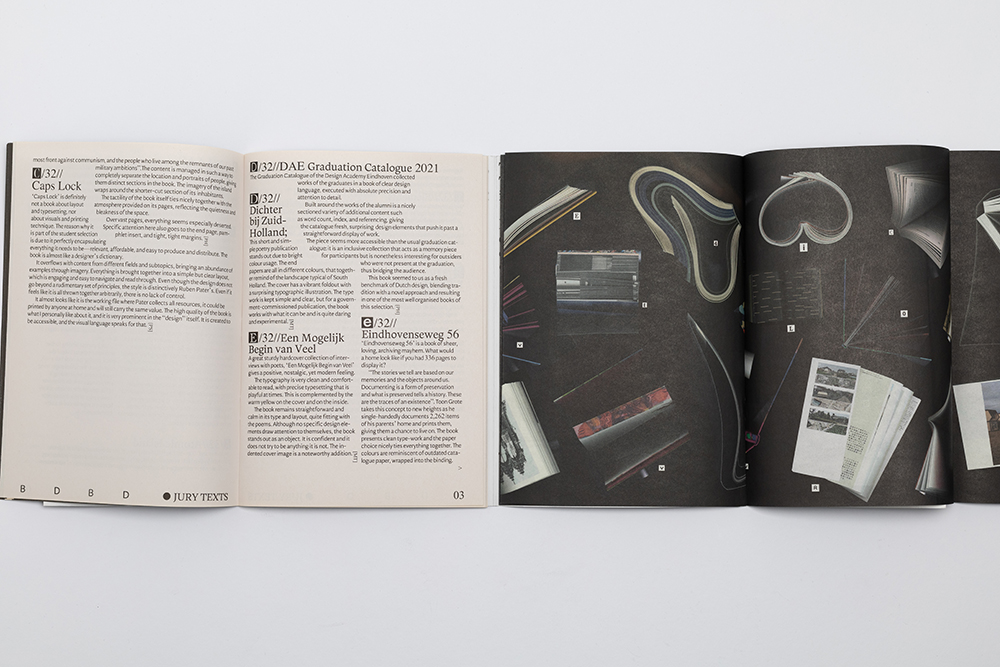 most front against communism, and the people who live among the remnants of our past
military ambitions”. The content is managed in such a way to
completely separate the location and portraits of people, giving
them distinct sections in the book. The imagery of the inland
wraps around the shorter-cut section of its inhabitants.
The tactility of the book itself ties nicely together with the
atmosphere provided on its pages, reflecting the quietness and
bleakness of the space.
Over vast pages, everything seems especially deserted.
Specific attention here also goes to the end page, pam-
phlet insert, and tight, tight margins.
C/32//
Caps Lock
“Caps Lock” is definitely
not a book about layout
and typesetting, nor
about visuals and printing
technique. The reason why it
is part of the student selection
is due to it perfectly encapsulating
everything it needs to be — relevant, affordable, and easy to produce and distribute. The
book is almost like a designer’s dictionary.
It overflows with content from different fields and subtopics, bringing an abundance of
examples through imagery. Everything is brought together into a simple but clear layout,
which is engaging and easy to navigate and read through. Even though the design does not
go beyond a rudimentary set of principles, the style is distinctively Ruben Pater’s. Even if it
feels like it is all thrown together arbitrarily, there is no lack of control.
It almost looks like it is the working file where Pater collects all resources, it could be
printed by anyone at home and will still carry the same value. The high quality of the book is
what I personally like about it, and it is very prominent in the “design” itself. It is created to
be accessible, and the visual language speaks for that.
B D B D
JURY TEXTS
D/32//DAE Graduation Catalogue 2021
The Graduation Catalogue of the Design Academy Eindhoven collected
works of the graduates in a book of clear design
language, executed with absolute precision and
attention to detail.
Built around the works of the alumni is a nicely
sectioned variety of additional content such
as word count, index, and referencing, giving
the catalogue fresh, surprising design elements that push it past a
straightforward display of work.
The piece seems more accessible than the usual graduation cat-
alogue; it is an inclusive collection that acts as a memory piece
for participants but is nonetheless interesting for outsiders
who were not present at the graduation,
thus bridging the audience.
This book seemed to us as a fresh
benchmark of Dutch design, blending tra-
dition with a novel approach and resulting
in one of the most well organised books of
this selection.
D/32//
Dichter
bij Zuid-
Holland;
This short and sim-
ple poetry publication
stands out due to bright
colour usage. The end
papers are all in different colours, that togeth-
er remind of the landscape typical of South
Holland. The cover has a vibrant foldout with
a surprising typographic illustration. The type
work is kept simple and clear, but for a govern-
ment-commissioned publication, the book
works with what it can be and is quite daring
and experimental.
E/32//Een Mogelijk
Begin van Veel
A great sturdy hardcover collection of inter-
views with poets, “Een Mogelijk Begin van Veel”
gives a positive, nostalgic, yet modern feeling.
The typography is very clean and comfort-
able to read, with precise typesetting that is
playful at times. This is complemented by the
warm yellow on the cover and on the inside.
The book remains straightforward and
calm in its type and layout, quite fitting with
the poems. Although no specific design ele-
ments draw attention to themselves, the book
stands out as an object. It is confident and it
does not try to be anything it is not. The in-
dented cover image is a noteworthy addition.
e/32//
Eindhovenseweg 56
“Eindhovenseweg 56” is a book of sheer,
loving, archiving mayhem. What would
a home look like if you had 336 pages to
display it?
“The stories we tell are based on our
memories and the objects around us.
Documenting is a form of preservation
and what is preserved tells a history. These
are the traces of an existence”. Toon Grote
takes this concept to new heights as he
single-handedly documents 2,262 items
of his parents’ home and prints them,
giving them a chance to live on. The book
presents clean type-work and the paper
choice nicely ties everything together. The
colours are reminiscent of outdated cata-
logue paper, wrapped into the binding.
>
03
E
i
c
L